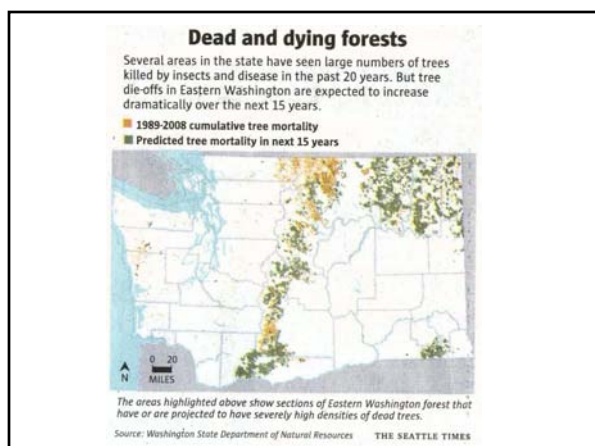 Dead and dying forests
Several areas in the state have seen large numbers of trees
killed by insects and disease in the past 20 years. But tree
die-offs in Eastern Washington are expected to increase
dramatically over the next 15 years.
1989-2008 cumulative tree mortality
Predicted tree mortality in next 15 years
0 20
MILES
N
The areas highlighted above show sections of Eastern Washington forest that
have or are projected to have severely high densities of dead trees.
Source: Washington State Department of Natural Resources THE SEATTLE TIMES